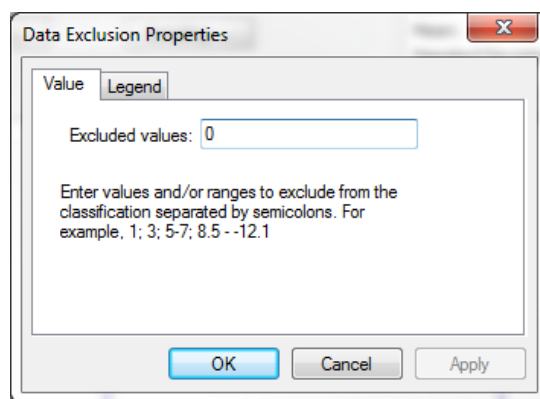 Data Exclusion Properties
Value
Legend
Excluded values: 0
Enter values and/or ranges to exclude from the
classification separated by semicolons. For
example, 1; 3; 5-7; 8.5 - -12.1
OK
Cancel
Apply